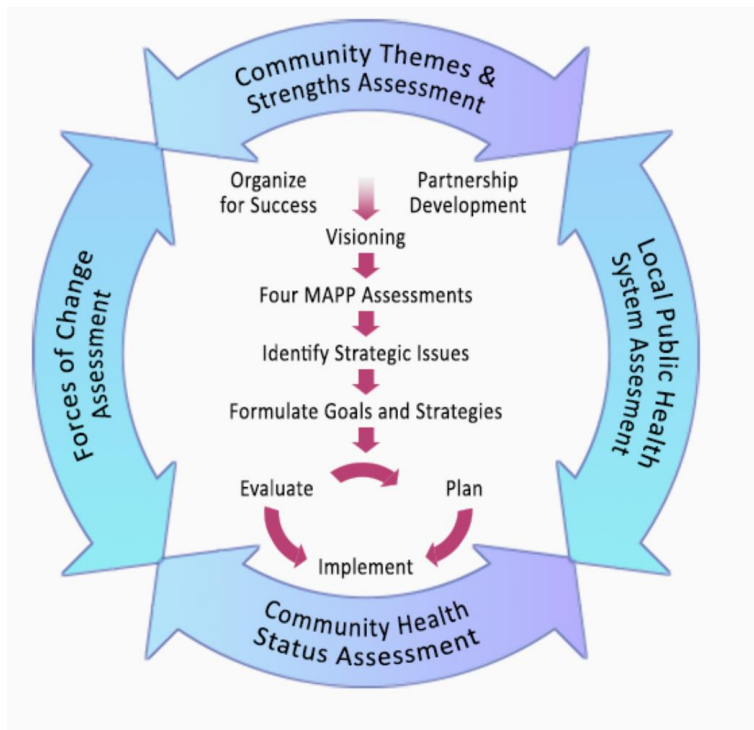 Community Themes &
Strengths Assessment
Organize
for Success
Partnership
Development
Visioning
Four MAPP Assessments
Identify Strategic Issues
Formulate Goals and Strategies
Evaluate
Plan
Implement
Forces of Change
Assessment
Local Public Health
System Assesment
Community Health
Status Assessment